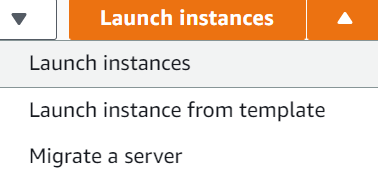 Launch instances
Launch instances
Launch instance from template
Migrate a server